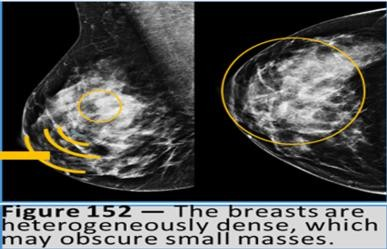 Figure 152 — The breasts are
heterogeneously dense, which
may obscure small masses.